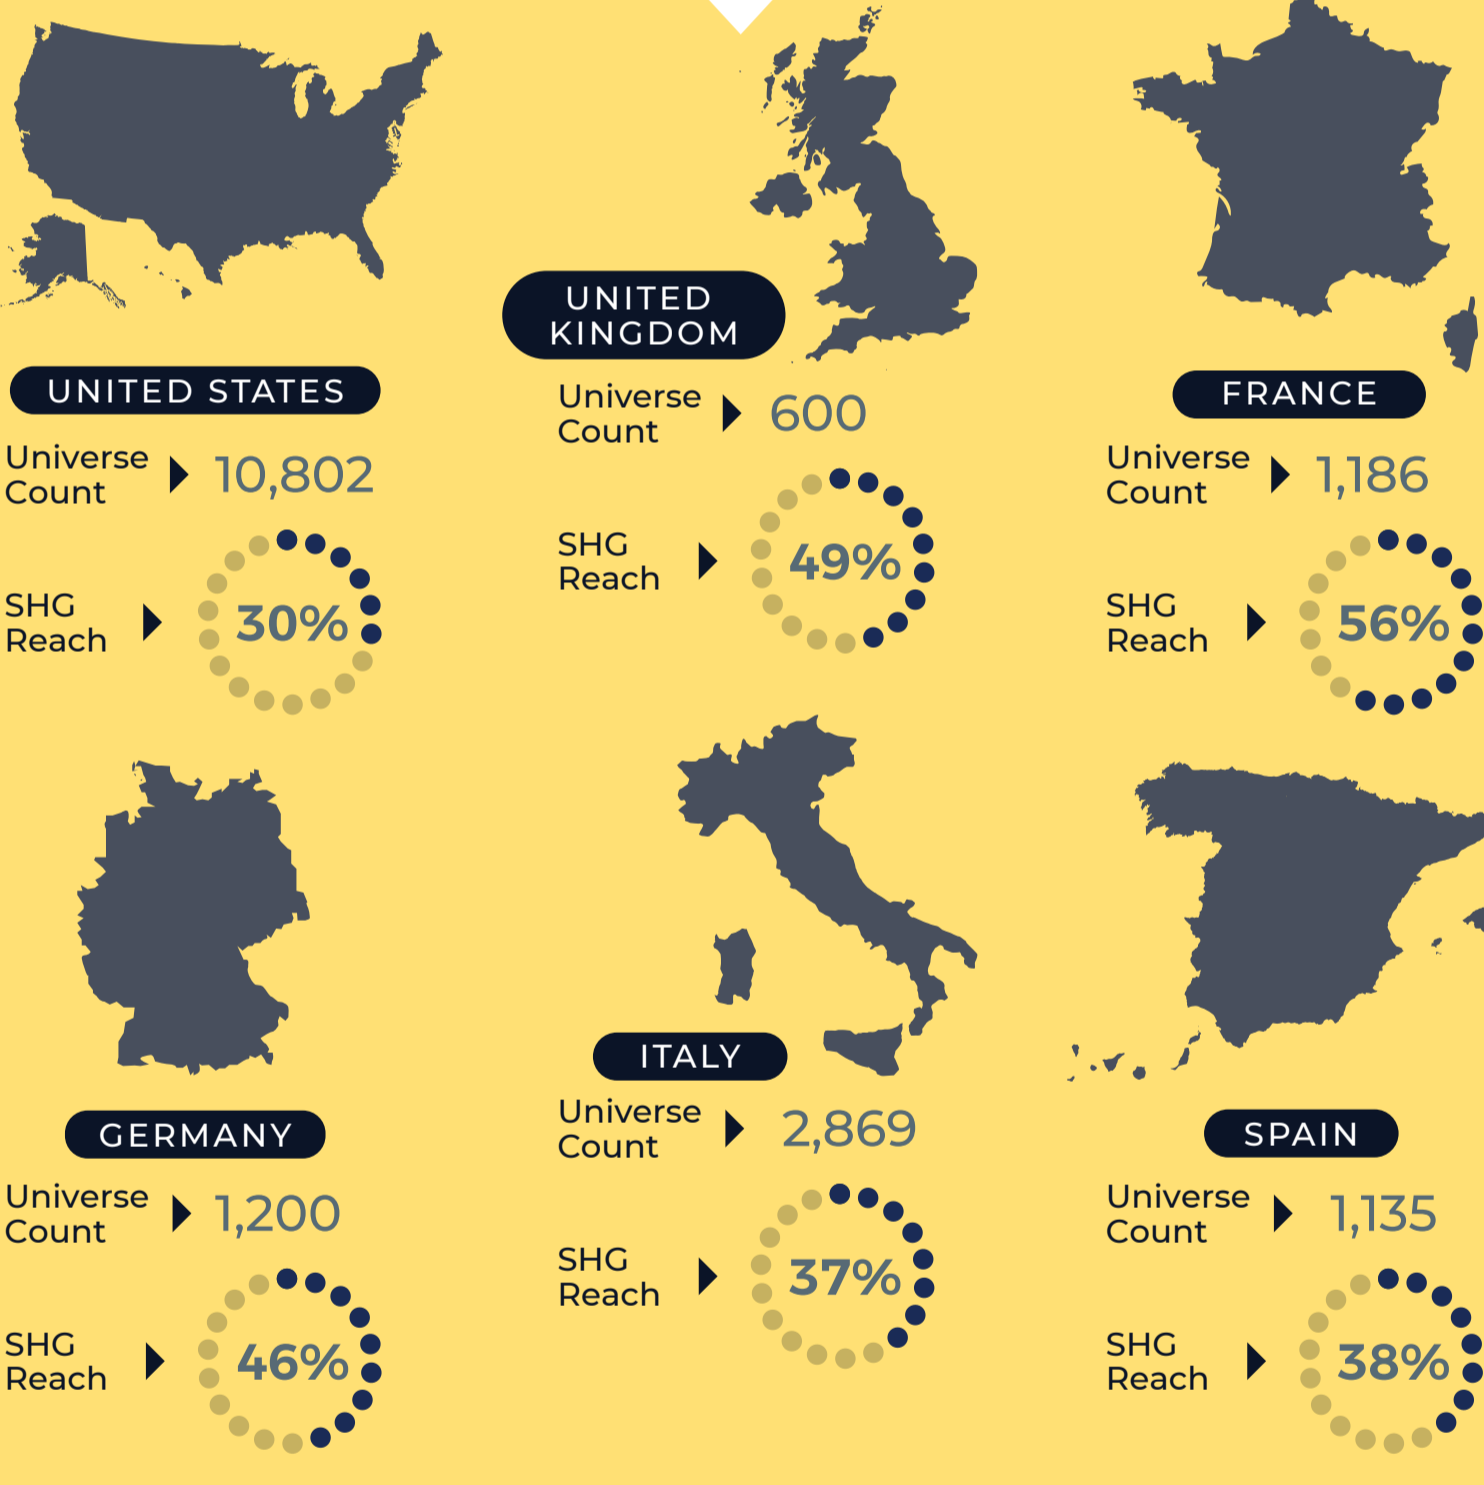 UNITED STATES
Universe
Count
10,802
SHG
Reach
30%
UNITED
KINGDOM
Universe
Count
600
SHG
Reach
49%
FRANCE
Universe
Count
1,186
SHG
Reach
56%
GERMANY
Universe
Count
1,200
SHG
Reach
46%
ITALY
Universe
Count
2,869
SHG
Reach
37%
SPAIN
Universe
Count
1,135
SHG
Reach
38%